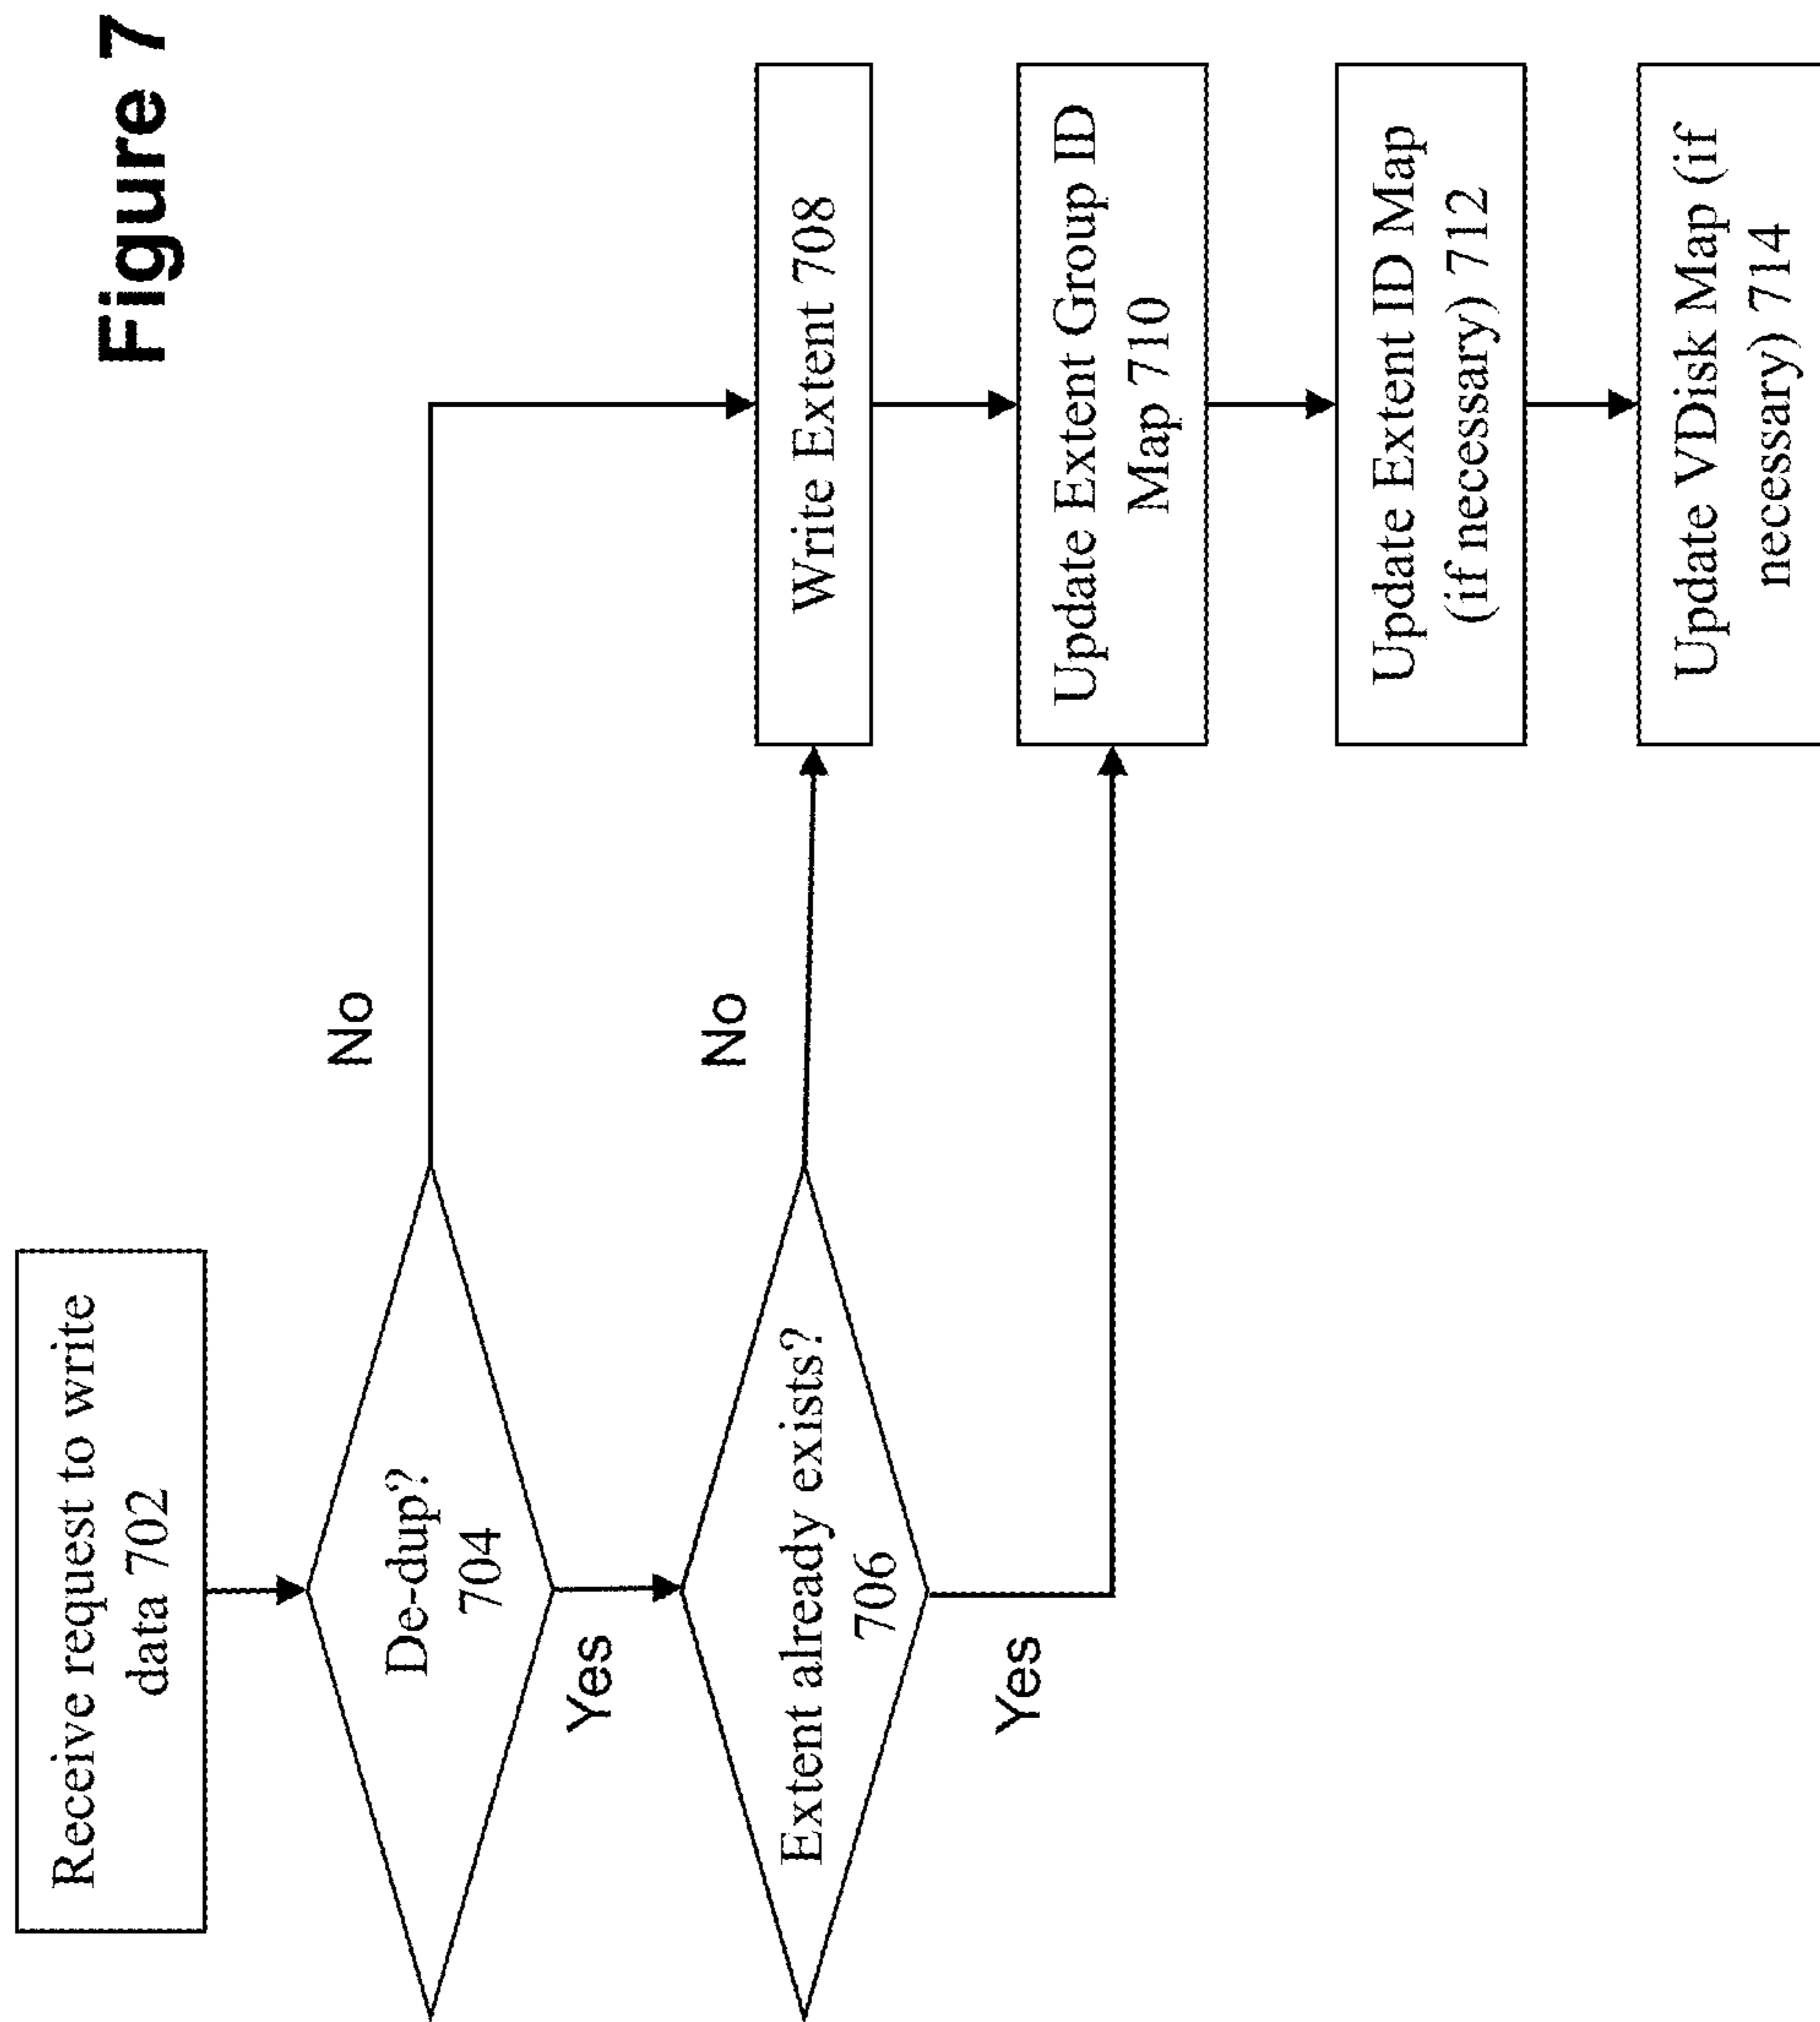 Figure 7
Receive request to write
data 702
De-dup?
704
No
Yes
Extent already exists?
706
No
Yes
Write Extent 708
Update Extent Group ID
Map 710
Update Extent ID Map
(if necessary) 712
Update VDisk Map (if
necessary) 714